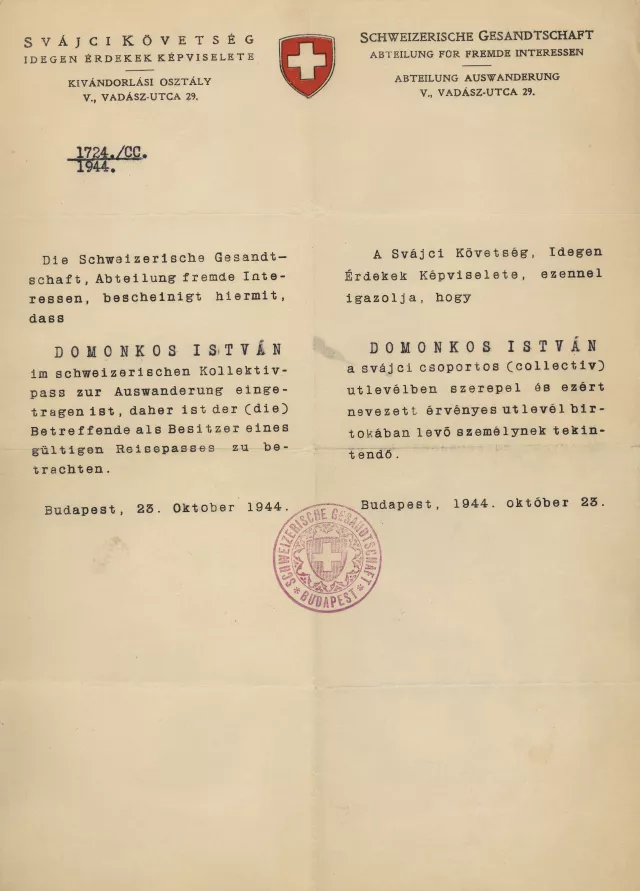 SVÁJCI KÖVETSÉG
IDEGEN ÉRDEKEK KÉPVISELETE
KIVÁNDORLÁSI OSZTÁLY
V., VADÁSZ-UTCA 29.
SCHWEIZERISCHE GESANDTSCHAFT
ABTEILUNG FÜR FREMDE INTERESSEN
ABTEILUNG AUSWANDERUNG
V., VADÁSZ-UTCA 29.
1724./CC.
1944.
Die Schweizerische Gesandt-
schaft, Abteilung fremde Inte-
ressen, bescheinigt hiermit,
dass
DOMONKOS ISTVÁN
im schweizerischen Kollektiv-
pass zur Auswanderung einge-
tragen ist, daher ist der (die)
Betreffende als Besitzer eines
gültigen Reisepasses zu be-
trachten.
Budapest, 23. Oktober 1944.
A Svájci Követség, Idegen
Érdekek Képviselete, ezennel
igazolja, hogy
DOMONKOS ISTVÁN
a svájci csoportos (collectiv)
utlevélben szerepel és ezért
nevezett érvényes utlevél bir-
tokában levő személynek tekin-
tendő.
Budapest, 1944. október 23.
SCHWEIZERISCHE GESANDTSCHAFT
* BUDAPEST *